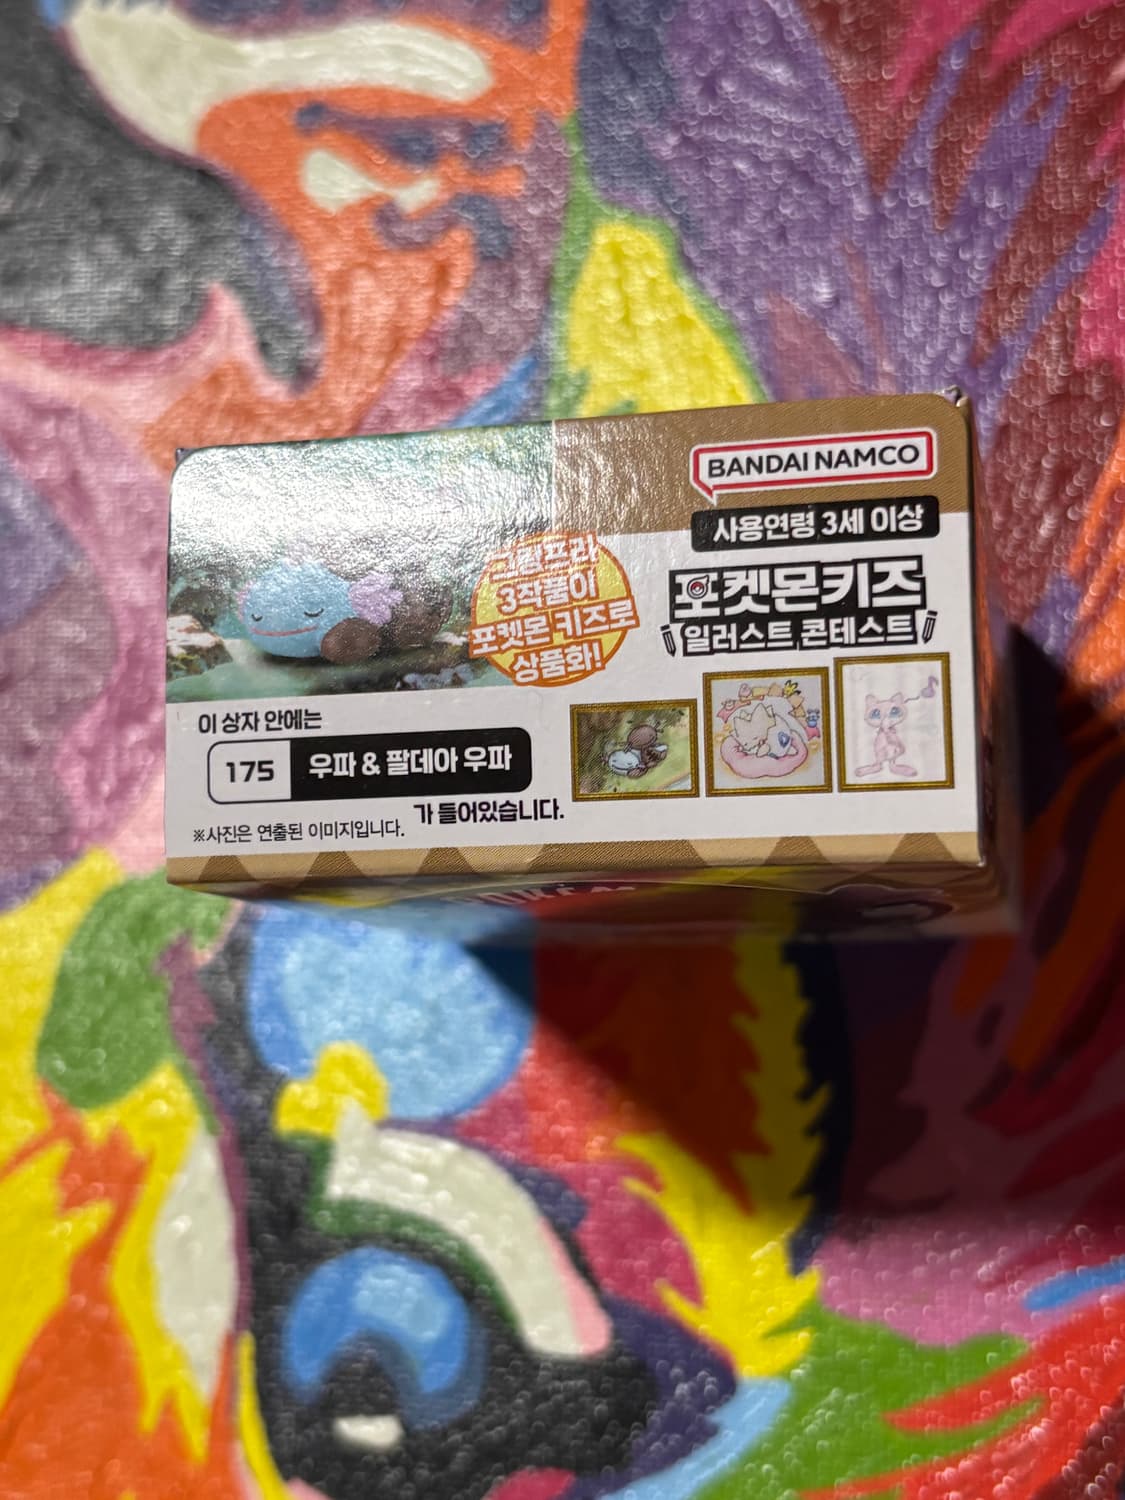 BANDAI NAMCO
사용연령 3세 이상
그랑프리
3작품이
포켓몬 키즈로
상품화!
포켓몬키즈
일러스트 콘테스트
이 상자 안에는
175 우파 & 팔데아 우파
가 들어있습니다.
※사진은 연출된 이미지입니다.